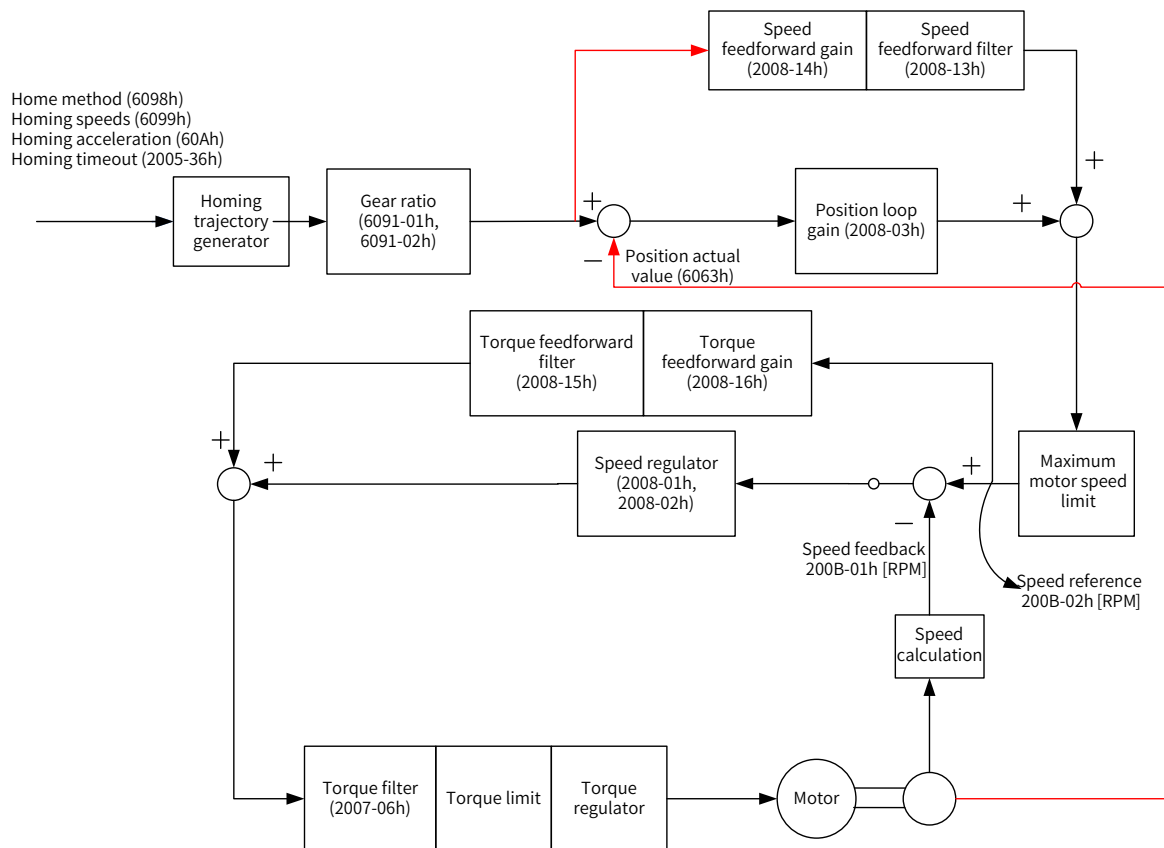 Speed
feedforward gain
(2008-14h)
Speed
feedforward filter
(2008-13h)
Home method (6098h)
Homing speeds (6099h)
Homing acceleration (60Ah)
Homing timeout (2005-36h)
Homing
trajectory
generator
Gear ratio
(6091-01h,
6091-02h)
+
—
Position actual
value (6063h)
Position loop
gain (2008-03h)
+
+
Torque feedforward
filter
(2008-15h)
Torque
feedforward gain
(2008-16h)
+
+
Speed regulator
(2008-01h,
2008-02h)
+
—
Maximum
motor speed
limit
Speed feedback
200B-01h [RPM]
Speed reference
200B-02h [RPM]
Speed
calculation
Torque filter
(2007-06h)
Torque limit
Torque
regulator
Motor